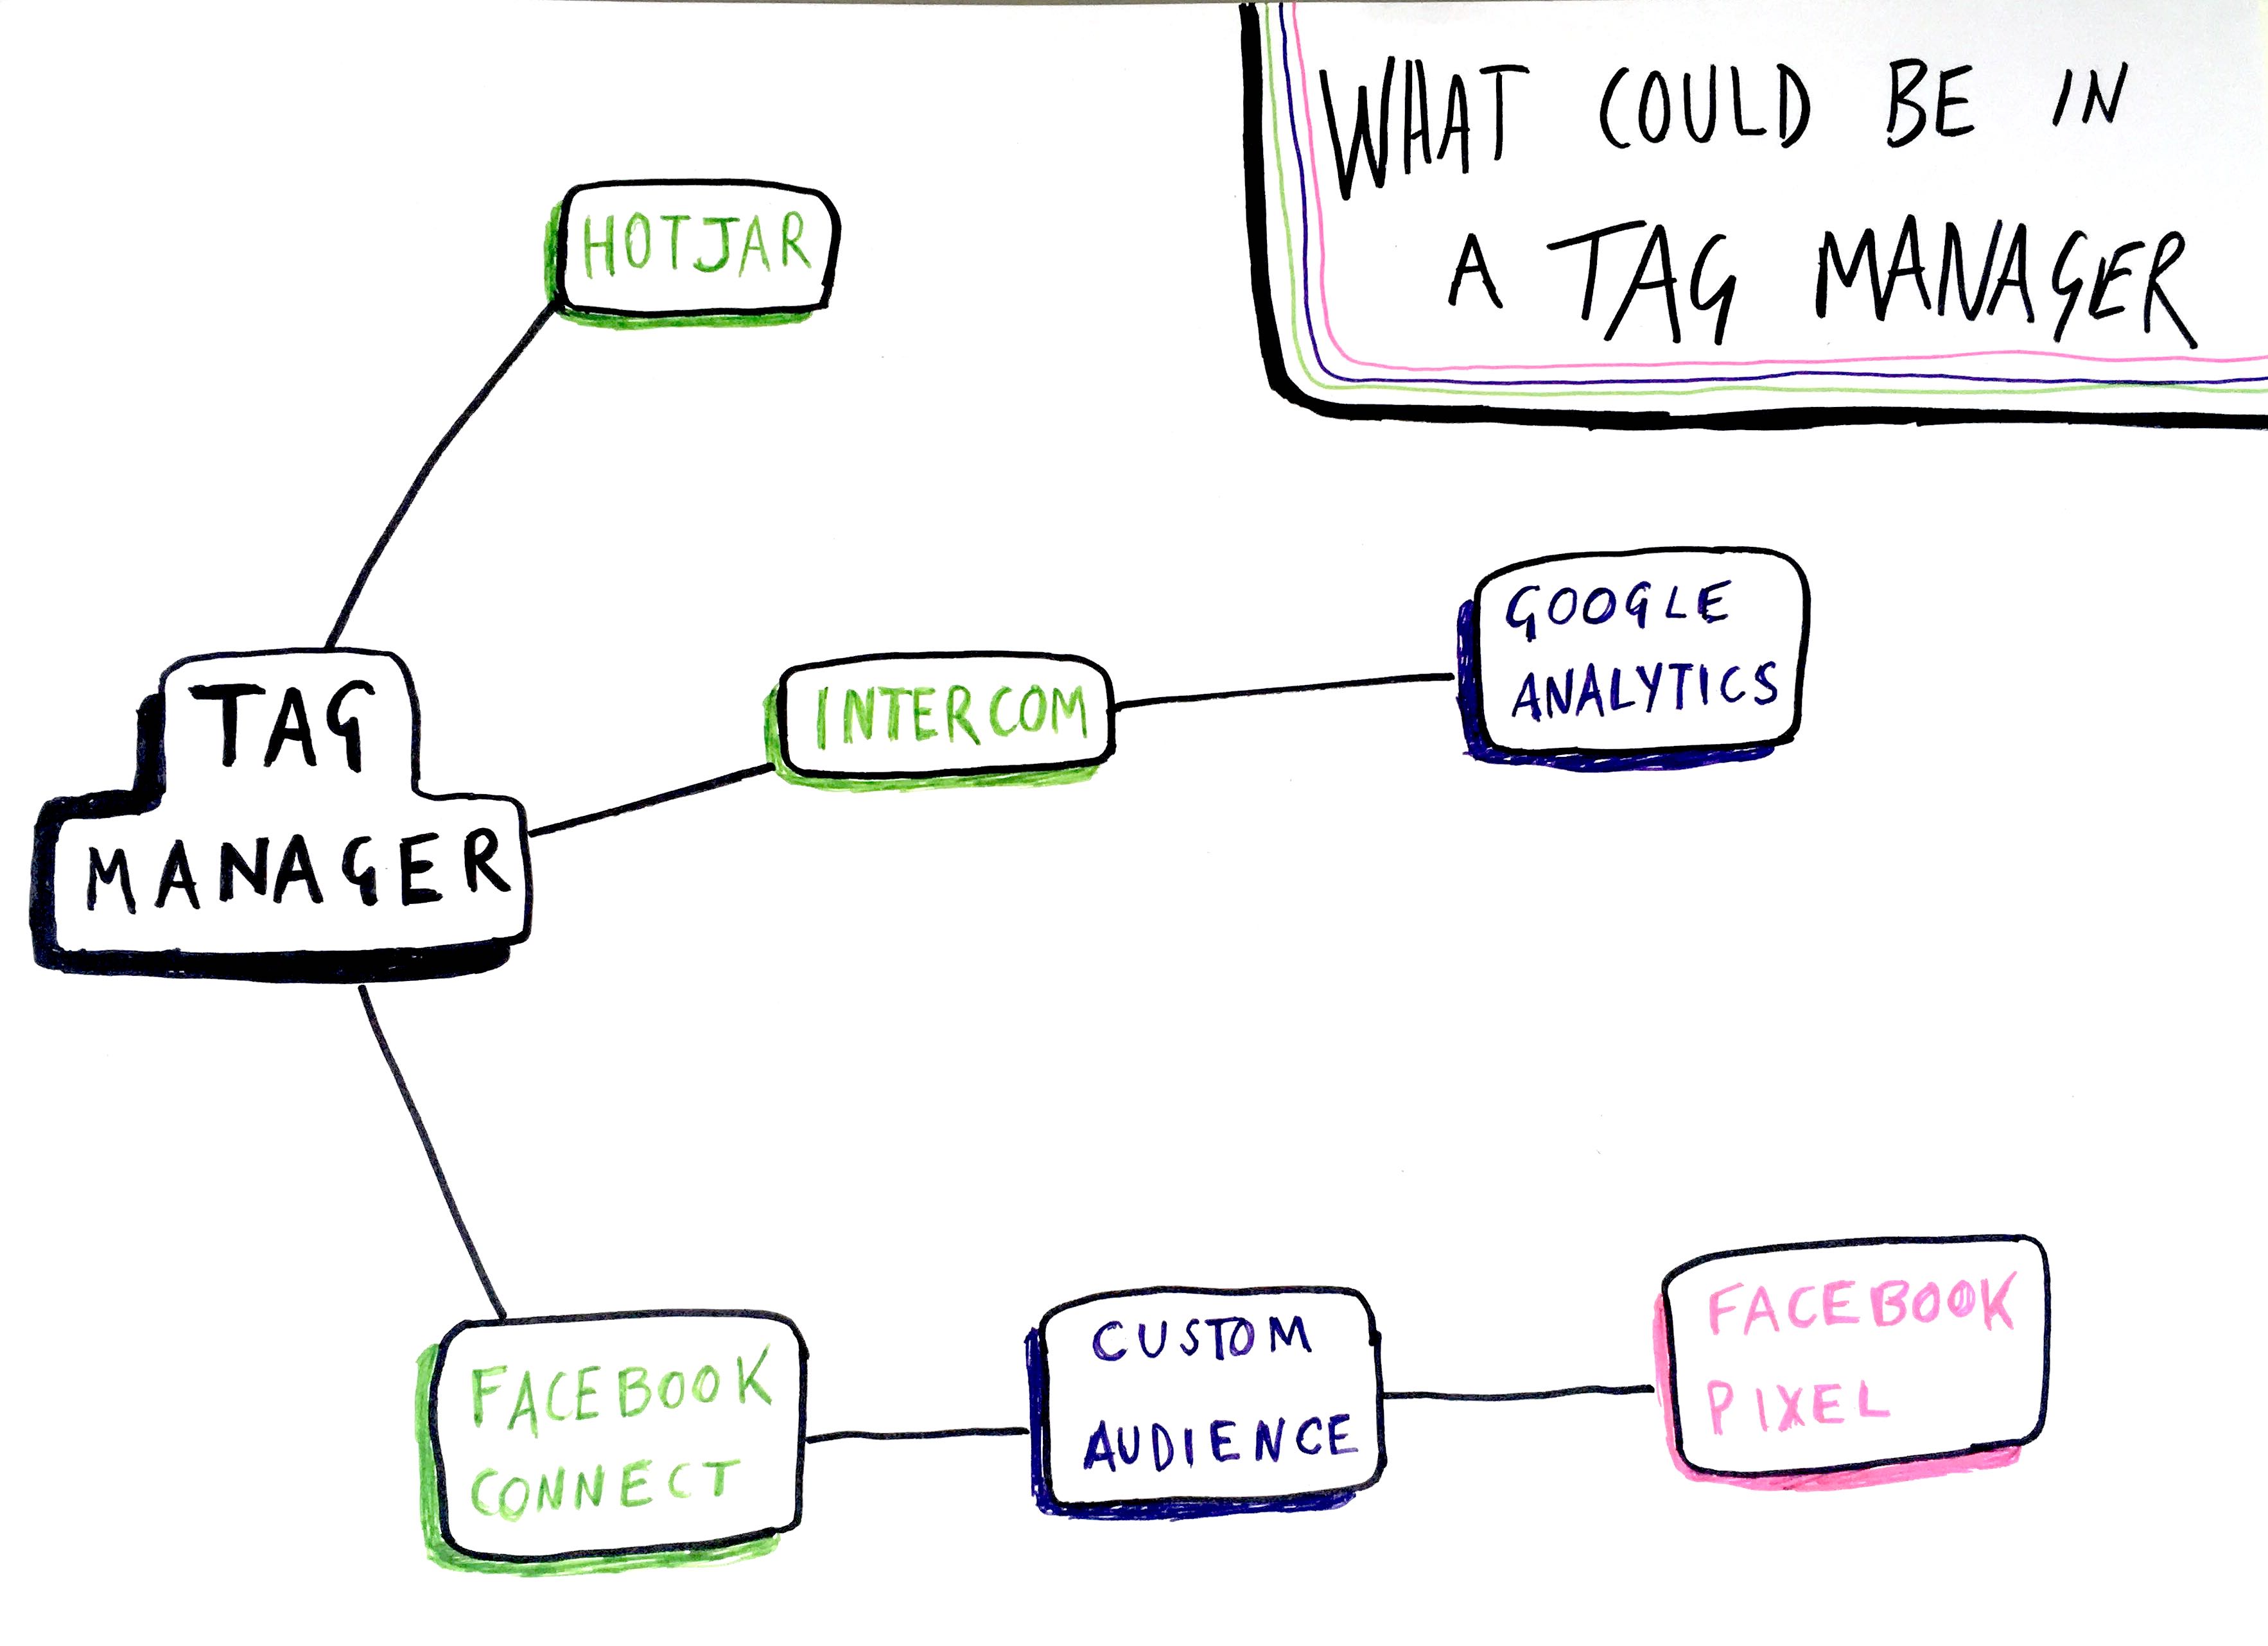 WHAT COULD BE IN
A TAG MANAGER
HOTJAR
TAG
MANAGER
INTERCOM
GOOGLE
ANALYTICS
FACEBOOK
CONNECT
CUSTOM
AUDIENCE
FACEBOOK
PIXEL